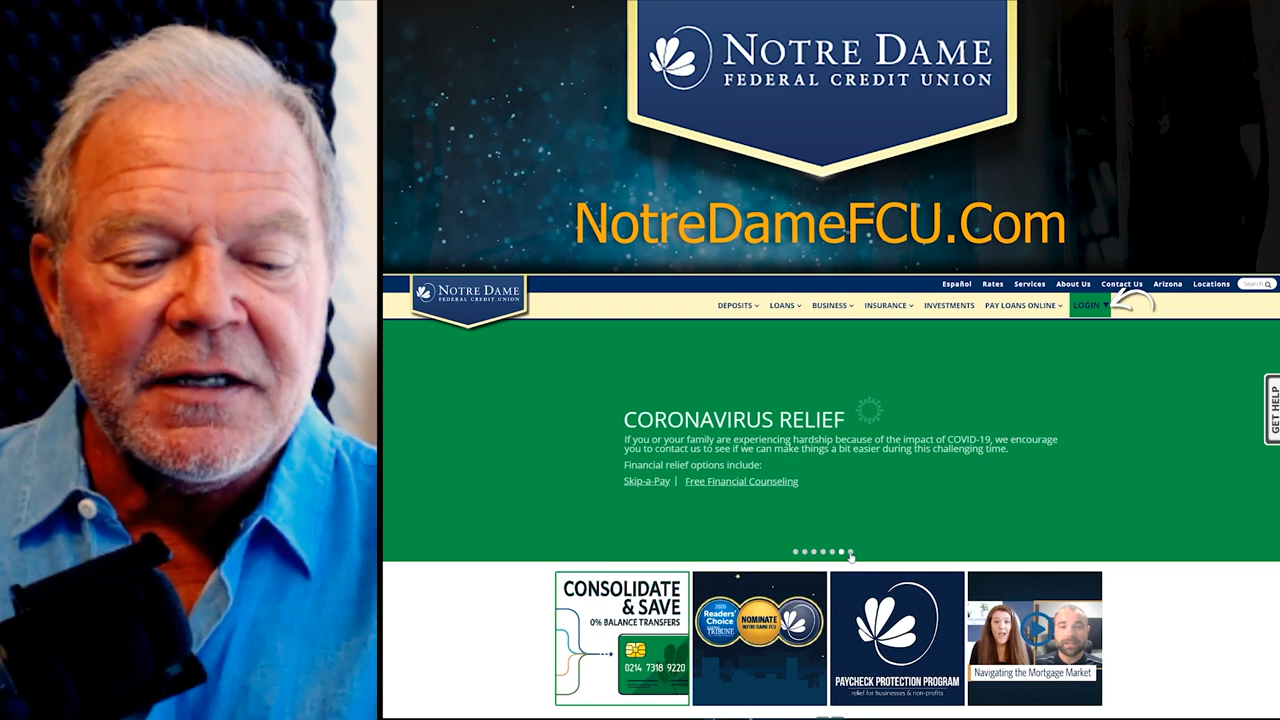 NOTRE DAME
FEDERAL CREDIT UNION
NotreDameFCU.Com
NOTRE DAME
FEDERAL CREDIT UNION
Español Rates Services About Us Contact Us Arizona Locations Search
DEPOSITS LOANS BUSINESS INSURANCE INVESTMENTS PAY LOANS ONLINE LOGIN
GET HELP
CORONAVIRUS RELIEF
If you or your family are experiencing hardship because of the impact of COVID-19, we encourage
you to contact us to see if we can make things a bit easier during this challenging time.
Financial relief options include:
Skip-a-Pay | Free Financial Counseling
CONSOLIDATE
& SAVE
0% BALANCE TRANSFERS
0214 7318 9220
2020
Readers'
Choice
TRIBUNE
NOMINATE
NOTRE DAME FCU
PAYCHECK PROTECTION PROGRAM
relief for businesses & non-profits
Navigating the Mortgage Market